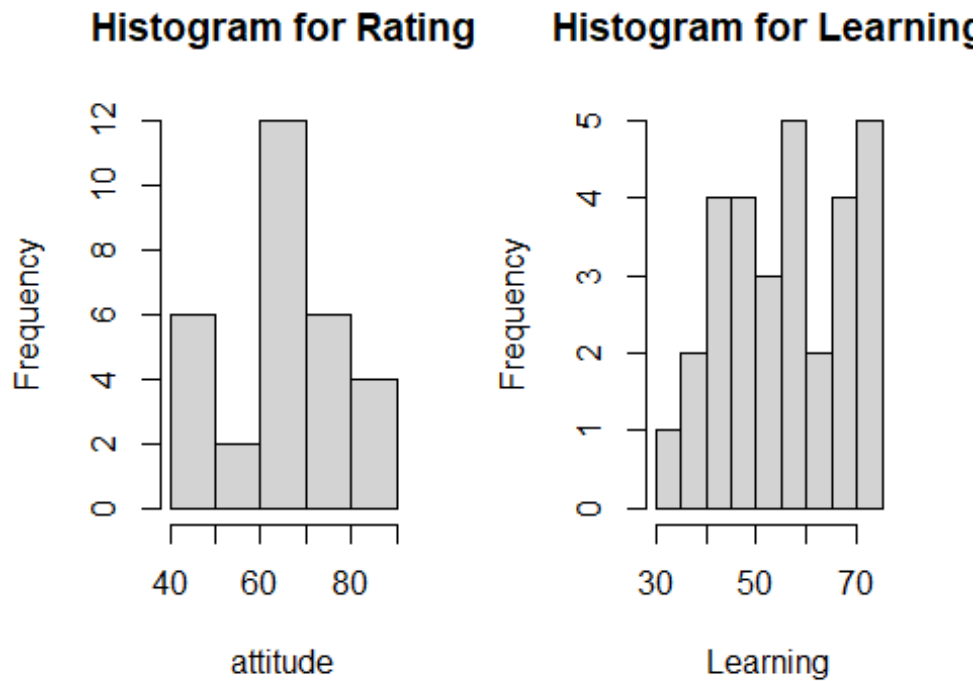 Histogram for Rating
Frequency
0 2 4 6 8 10 12
40 60 80
attitude
Histogram for Learning
Frequency
0 1 2 3 4 5
30 50 70
Learning